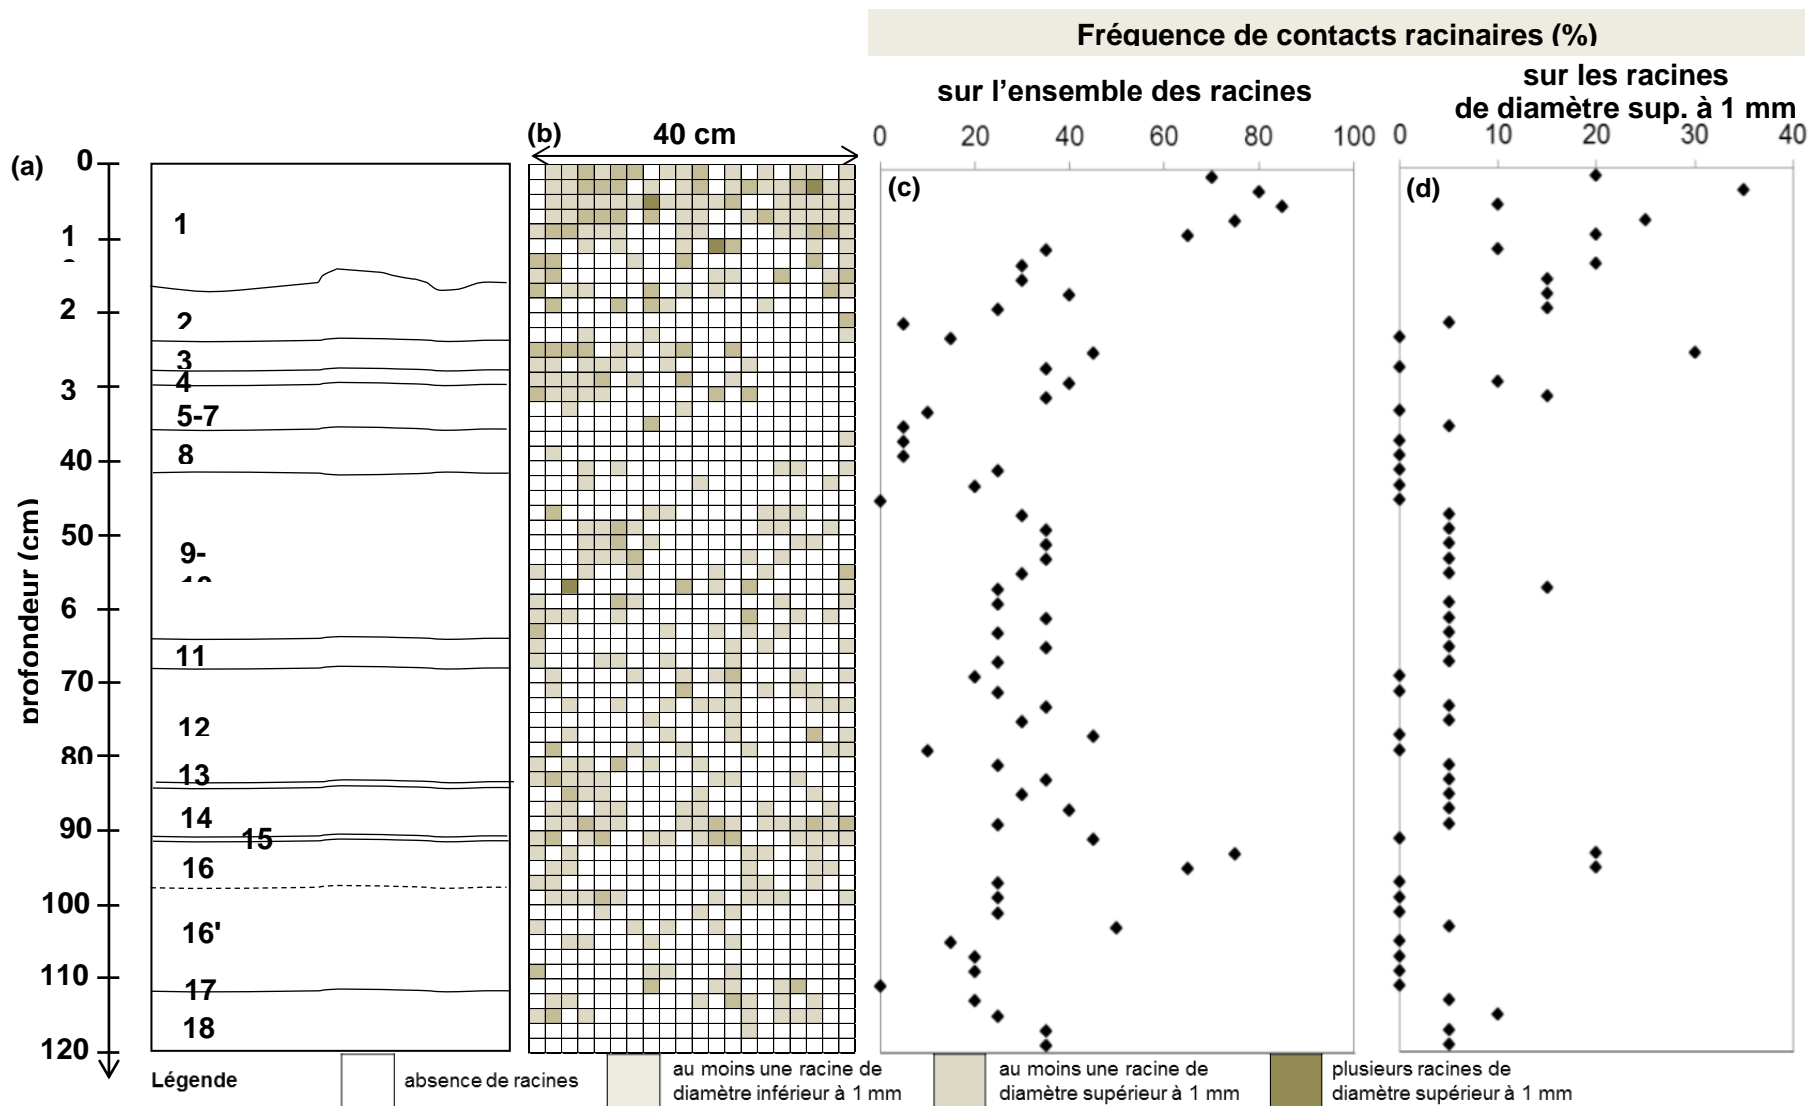 Fréquence de contacts racinaires (%)
sur l'ensemble des racines
sur les racines
de diamètre sup. à 1 mm
(a)
(b)
40 cm
0 20 40 60 80 100
0 10 20 30 40
(c)
(d)
profondeur (cm)
0
1
2
3
40
50
6
70
80
90
100
110
120
1
2
3
4
5-7
8
9-
10
11
12
13
14
15
16
16'
17
18
Légende
absence de racines
au moins une racine de
diamètre inférieur à 1 mm
au moins une racine de
diamètre supérieur à 1 mm
plusieurs racines de
diamètre supérieur à 1 mm